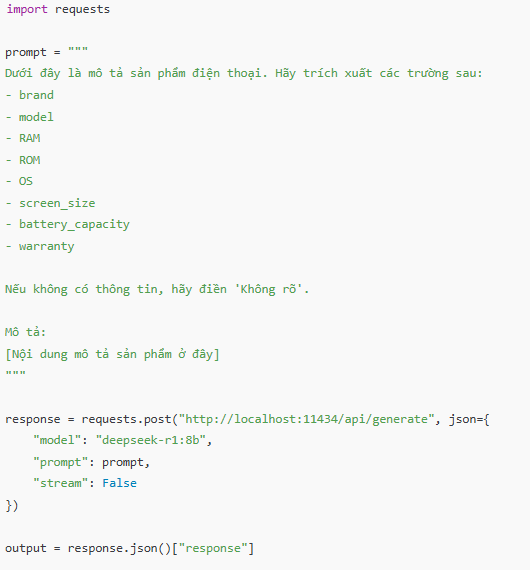 import requests

prompt = """
Dưới đây là mô tả sản phẩm điện thoại. Hãy trích xuất các trường sau:
- brand
- model
- RAM
- ROM
- OS
- screen_size
- battery_capacity
- warranty

Nếu không có thông tin, hãy điền 'Không rõ'.

Mô tả:
[Nội dung mô tả sản phẩm ở đây]
"""

response = requests.post("http://localhost:11434/api/generate", json={
    "model": "deepseek-r1:8b",
    "prompt": prompt,
    "stream": False
})

output = response.json()["response"]